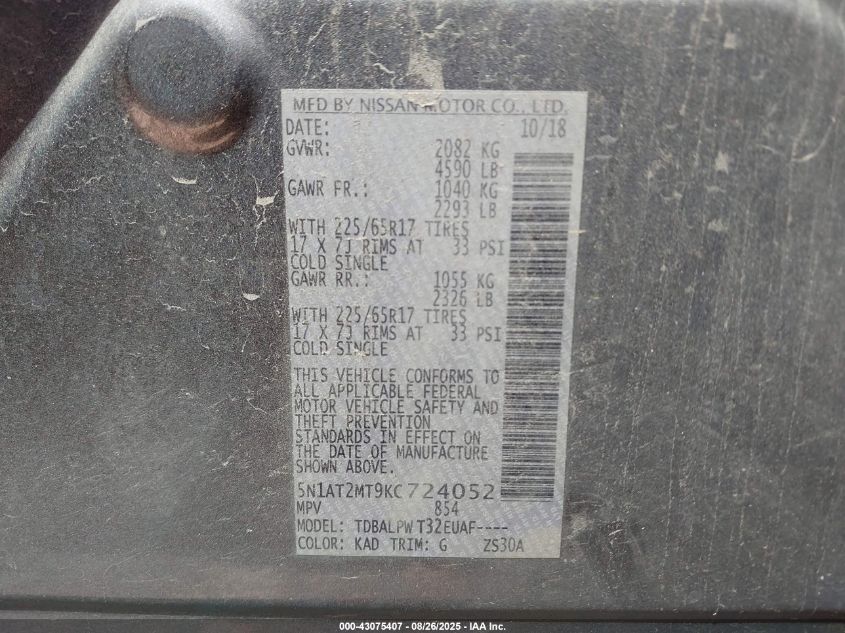 MFD BY NISSAN MOTOR CO., LTD.
DATE: 10/18
GVWR: 2082 KG
4590 LB
GAWR FR.: 1040 KG
2293 LB
WITH 225/65R17 TIRES
17 X 7J RIMS AT 33 PSI
COLD SINGLE
GAWR RR.: 1055 KG
2326 LB
WITH 225/65R17 TIRES
17 X 7J RIMS AT 33 PSI
COLD SINGLE
THIS VEHICLE CONFORMS TO
ALL APPLICABLE FEDERAL
MOTOR VEHICLE SAFETY AND
THEFT PREVENTION
STANDARDS IN EFFECT ON
THE DATE OF MANUFACTURE
SHOWN ABOVE.
5N1AT2MT9KC724052
MPV 854
MODEL: TDBALPW T32EUAF----
COLOR: KAD TRIM: G ZS30A
000-43075407 - 08/26/2025 - IAA Inc.